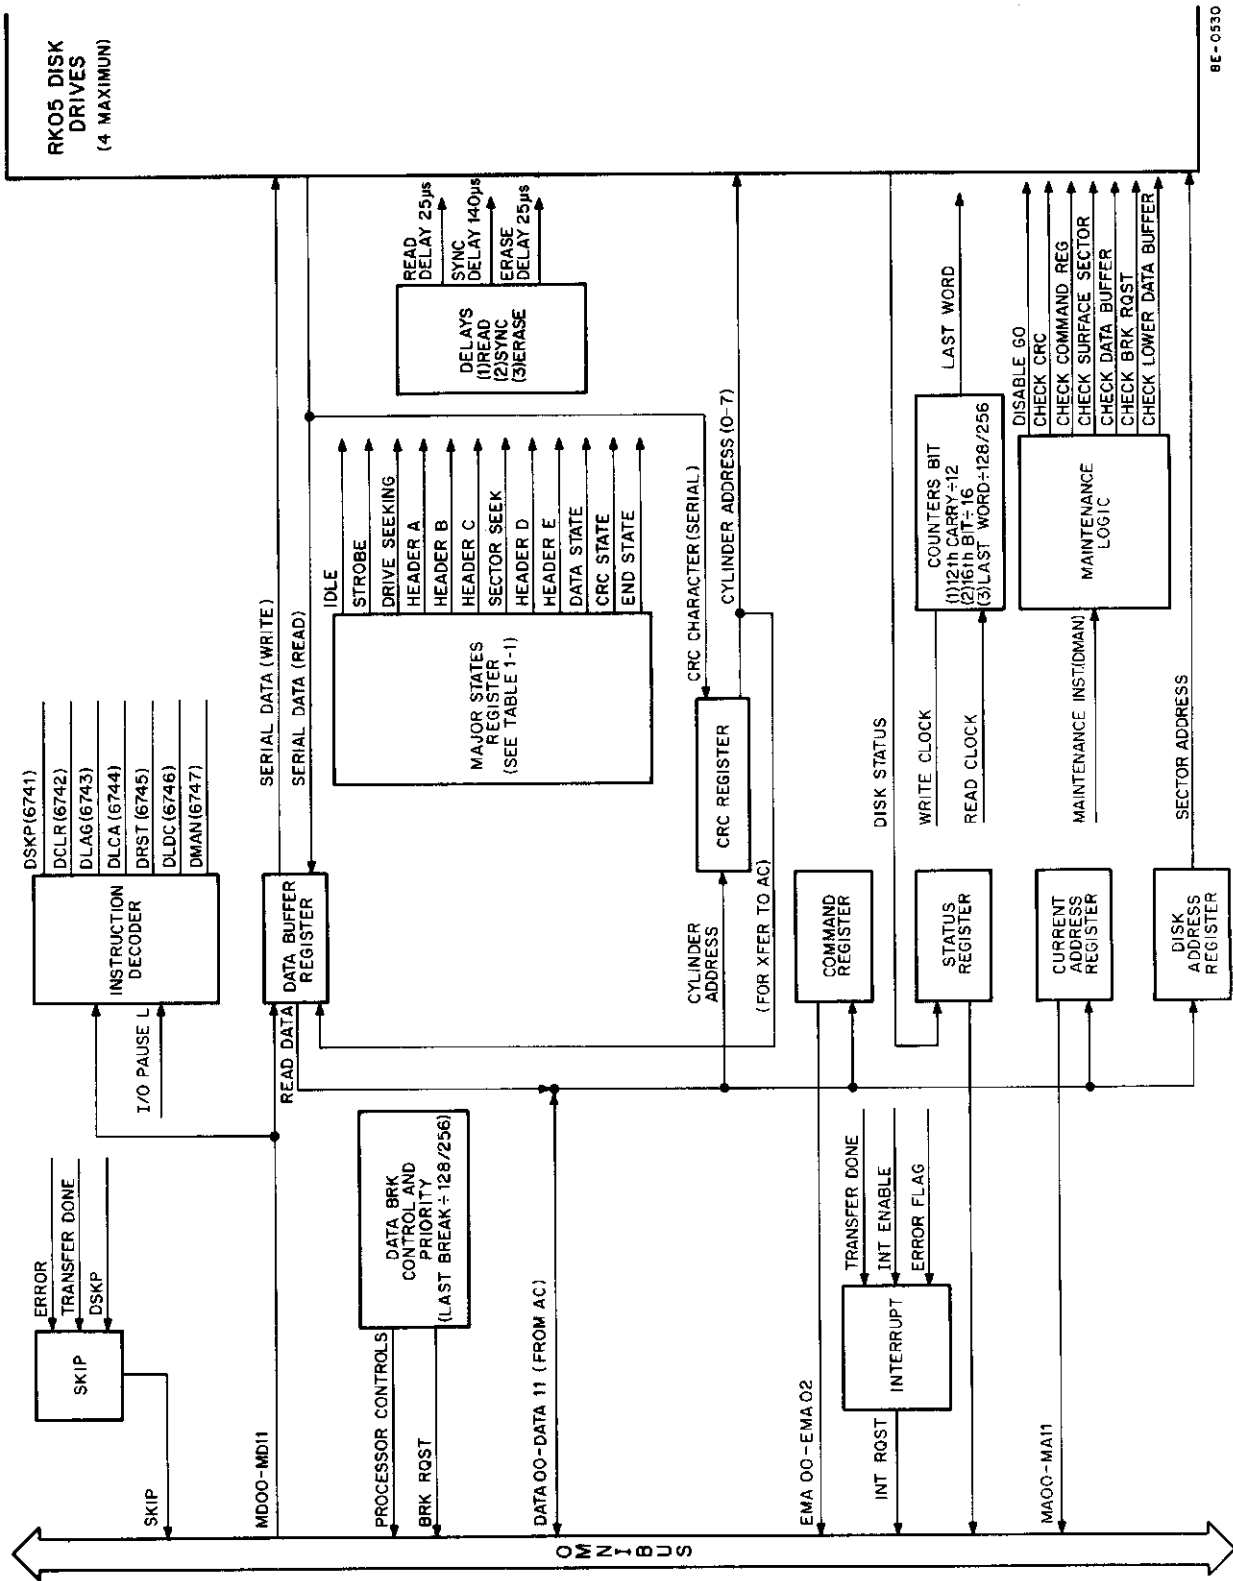 RK05 DISK
DRIVES
(4 MAXIMUN)
8E-0530
DSKP(6741)
DCLR(6742)
DLAG(6743)
DLCA(6744)
DRST(6745)
DLDC(6746)
DMAN(6747)
INSTRUCTION
DECODER
I/O PAUSE L
ERROR
TRANSFER DONE
DSKP
SKIP
SKIP
MD00-MD11
SERIAL DATA (WRITE)
SERIAL DATA (READ)
DATA BUFFER
REGISTER
READ DATA
READ
DELAY 25µs
SYNC
DELAY 140µs
ERASE
DELAY 25µs
DELAYS
(1)READ
(2)SYNC
(3)ERASE
IDLE
STROBE
DRIVE SEEKING
HEADER A
HEADER B
HEADER C
SECTOR SEEK
HEADER D
HEADER E
DATA STATE
CRC STATE
END STATE
MAJOR STATES
REGISTER
(SEE TABLE 1-1)
DATA BRK
CONTROL AND
PRIORITY
(LAST BREAK ÷ 128/256)
PROCESSOR CONTROLS
BRK RQST
DATA 00-DATA 11 (FROM AC)
CRC CHARACTER (SERIAL)
CYLINDER ADDRESS (0-7)
CRC REGISTER
CYLINDER
ADDRESS
(FOR XFER TO AC)
COMMAND
REGISTER
EMA 00-EMA 02
DISK STATUS
STATUS
REGISTER
TRANSFER DONE
INT ENABLE
ERROR FLAG
INTERRUPT
INT RQST
LAST WORD
COUNTERS BIT
(1)12th CARRY ÷12
(2)16th BIT ÷ 16
(3)LAST WORD÷128/256
WRITE CLOCK
READ CLOCK
DISABLE GO
CHECK CRC
CHECK COMMAND REG
CHECK SURFACE SECTOR
CHECK DATA BUFFER
CHECK BRK RQST
CHECK LOWER DATA BUFFER
MAINTENANCE
LOGIC
MAINTENANCE INST.(DMAN)
CURRENT
ADDRESS
REGISTER
MA00-MA11
SECTOR ADDRESS
DISK
ADDRESS
REGISTER
OMNIBUS